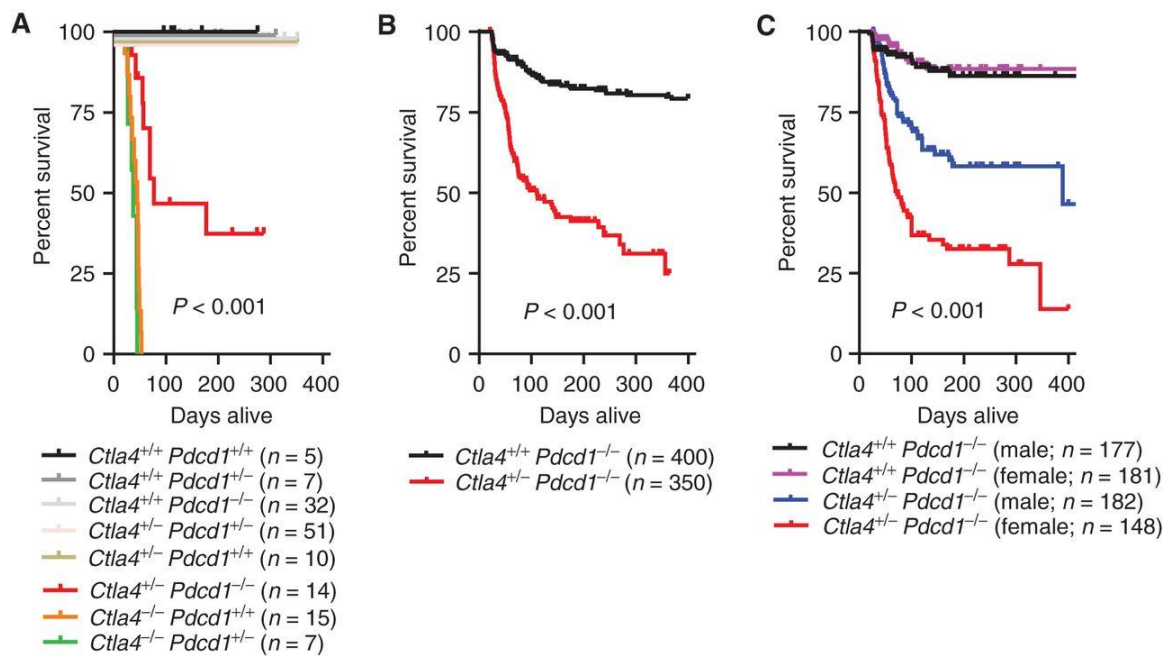 A
Percent survival
100
75
50
25
0
P < 0.001
0 100 200 300 400
Days alive
Ctla4+/+ Pdcd1+/+ (n = 5)
Ctla4+/+ Pdcd1+/– (n = 7)
Ctla4+/+ Pdcd1–/– (n = 32)
Ctla4+/– Pdcd1+/– (n = 51)
Ctla4+/– Pdcd1+/+ (n = 10)
Ctla4+/– Pdcd1–/– (n = 14)
Ctla4–/– Pdcd1+/+ (n = 15)
Ctla4–/– Pdcd1+/– (n = 7)
B
Percent survival
100
75
50
25
0
P < 0.001
0 100 200 300 400
Days alive
Ctla4+/+ Pdcd1–/– (n = 400)
Ctla4+/– Pdcd1–/– (n = 350)
C
Percent survival
100
75
50
25
0
P < 0.001
0 100 200 300 400
Days alive
Ctla4+/+ Pdcd1–/– (male; n = 177)
Ctla4+/+ Pdcd1–/– (female; n = 181)
Ctla4+/– Pdcd1–/– (male; n = 182)
Ctla4+/– Pdcd1–/– (female; n = 148)